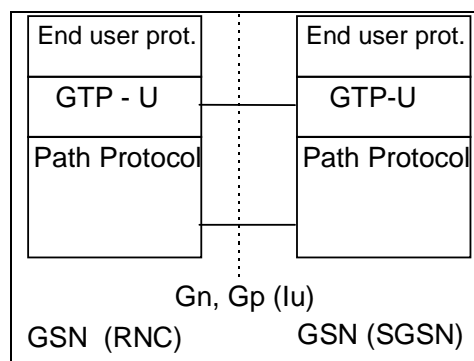 End user prot.
End user prot.
GTP - U
GTP-U
Path Protocol
Path Protocol
Gn, Gp (Iu)
GSN (RNC)
GSN (SGSN)